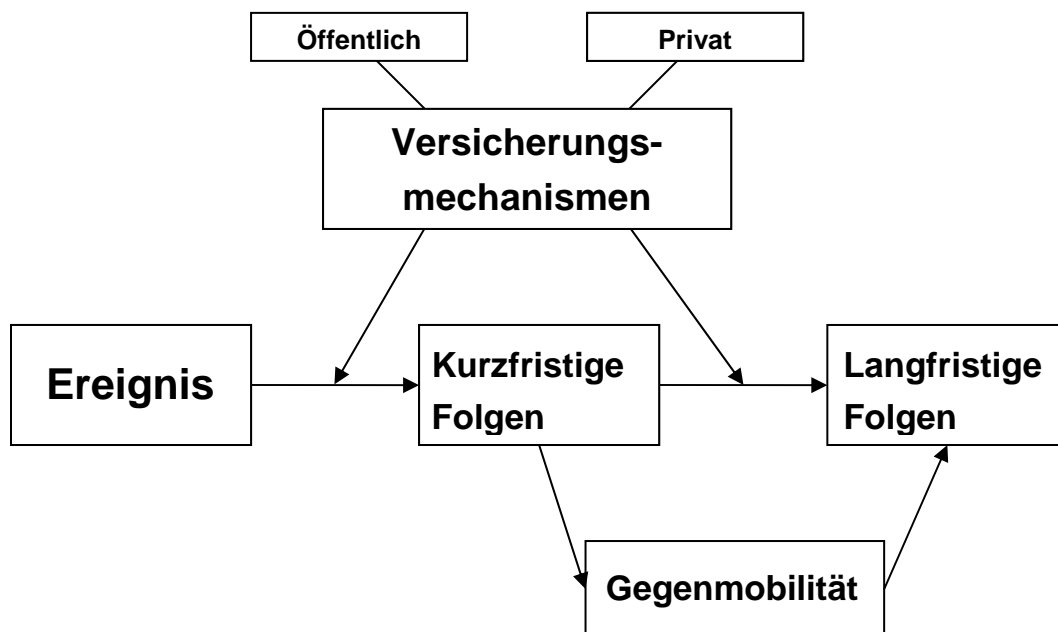 Öffentlich
Privat
Versicherungs-
mechanismen
Ereignis
Kurzfristige
Folgen
Langfristige
Folgen
Gegenmobilität